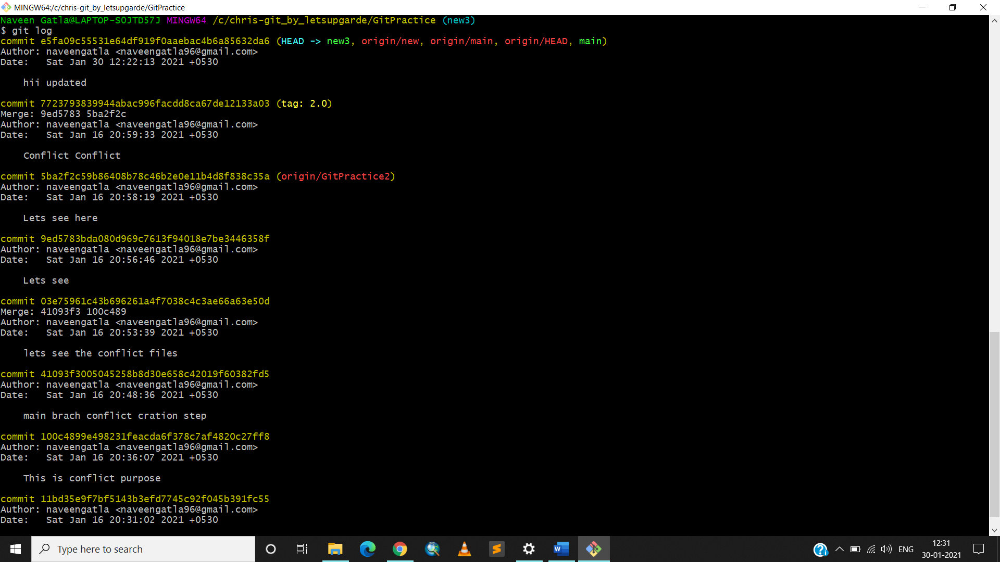 MINGW64:/c/chris-git_by_letsupgarde/GitPractice
Naveen Gatla@LAPTOP-S0JTD57J MINGW64 /c/chris-git_by_letsupgarde/GitPractice (new3)
$ git log
commit e5fa09c55531e64df919f0aaebac4b6a85632da6 (HEAD -> new3, origin/new, origin/main, origin/HEAD, main)
Author: naveengatla <naveengatla96@gmail.com>
Date:   Sat Jan 30 12:22:13 2021 +0530
    hii updated
commit 7723793839944abac996facdd8ca67de12133a03 (tag: 2.0)
Merge: 9ed5783 5ba2f2c
Author: naveengatla <naveengatla96@gmail.com>
Date:   Sat Jan 16 20:59:33 2021 +0530
    Conflict Conflict
commit 5ba2f2c59b86408b78c46b2e0e11b4d8f838c35a (origin/GitPractice2)
Author: naveengatla <naveengatla96@gmail.com>
Date:   Sat Jan 16 20:58:19 2021 +0530
    Lets see here
commit 9ed5783bda080d969c7613f94018e7be3446358f
Author: naveengatla <naveengatla96@gmail.com>
Date:   Sat Jan 16 20:56:46 2021 +0530
    Lets see
commit 03e75961c43b696261a4f7038c4c3ae66a63e50d
Merge: 41093f3 100c489
Author: naveengatla <naveengatla96@gmail.com>
Date:   Sat Jan 16 20:53:39 2021 +0530
    lets see the conflict files
commit 41093f3005045258b8d30e658c42019f60382fd5
Author: naveengatla <naveengatla96@gmail.com>
Date:   Sat Jan 16 20:48:36 2021 +0530
    main brach conflict cration step
commit 100c4899e498231feacda6f378c7af4820c27ff8
Author: naveengatla <naveengatla96@gmail.com>
Date:   Sat Jan 16 20:36:07 2021 +0530
    This is conflict purpose
commit 11bd35e9f7bf5143b3efd7745c92f045b391fc55
Author: naveengatla <naveengatla96@gmail.com>
Date:   Sat Jan 16 20:31:02 2021 +0530
Type here to search
ENG
12:31
30-01-2021